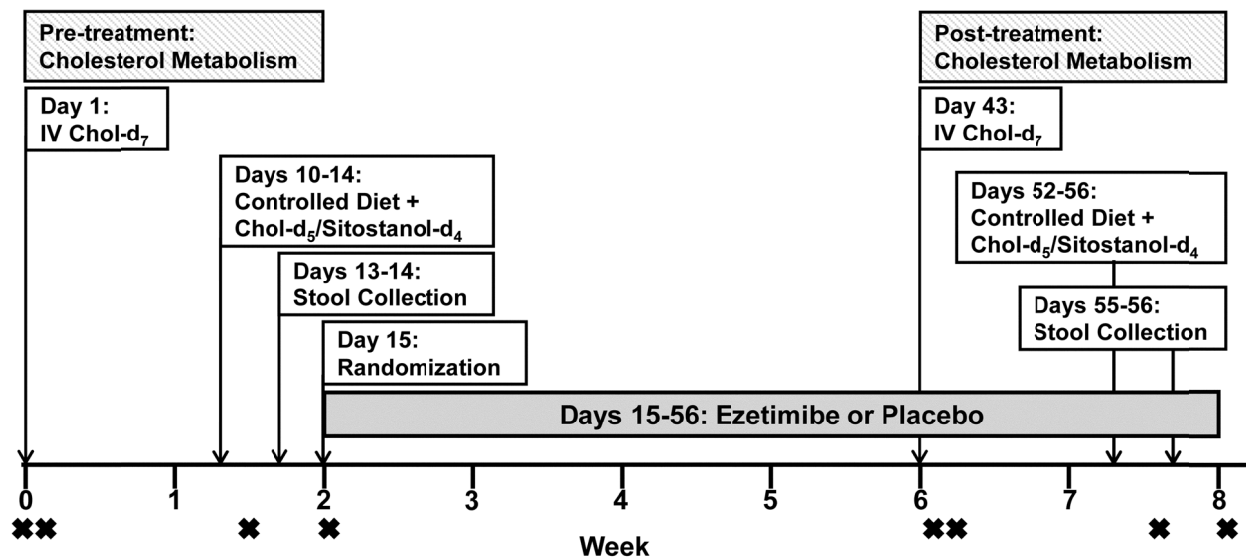 Pre-treatment:
Cholesterol Metabolism
Post-treatment:
Cholesterol Metabolism
Day 1:
IV Chol-d₇
Day 43:
IV Chol-d₇
Days 10-14:
Controlled Diet +
Chol-d₅/Sitostanol-d₄
Days 52-56:
Controlled Diet +
Chol-d₅/Sitostanol-d₄
Days 13-14:
Stool Collection
Days 55-56:
Stool Collection
Day 15:
Randomization
Days 15-56: Ezetimibe or Placebo
0 1 2 3 4 5 6 7 8
Week